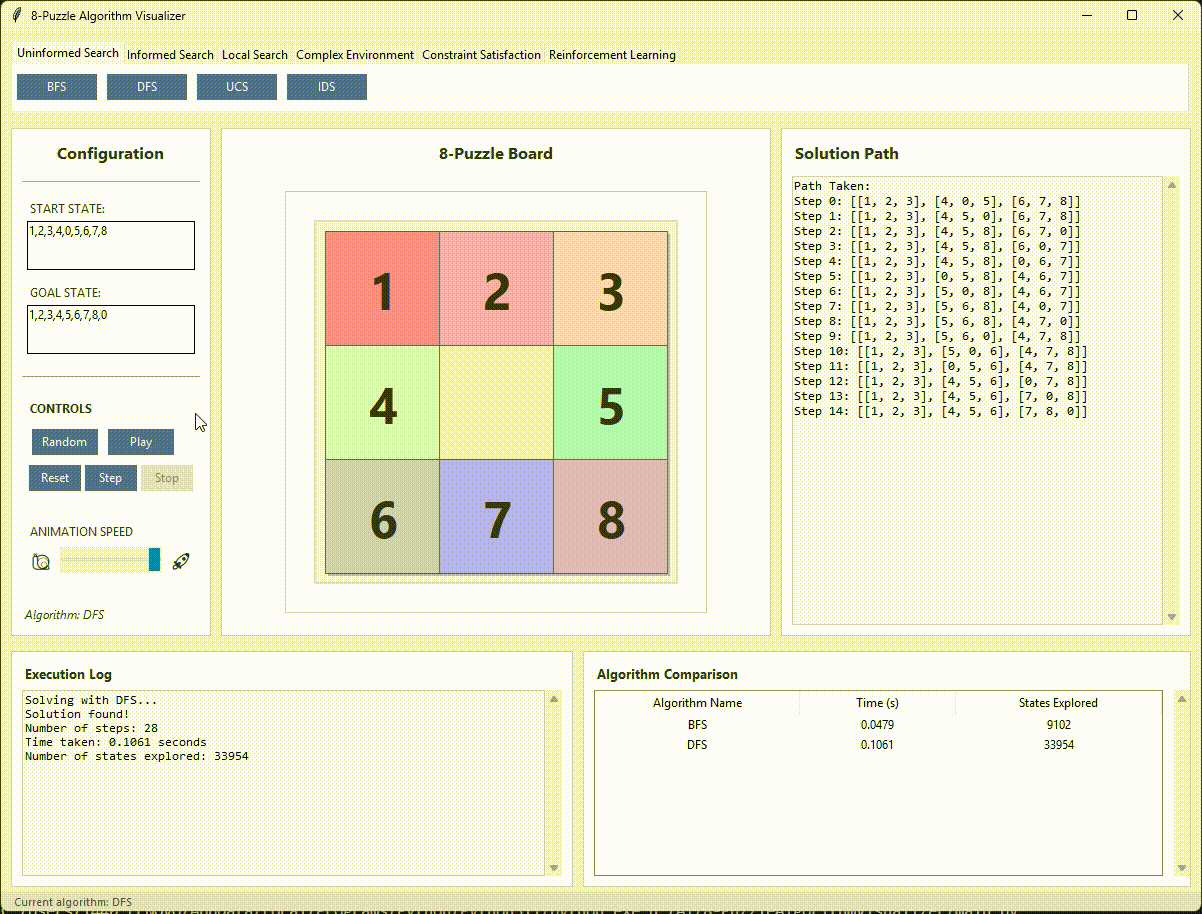 8-Puzzle Algorithm Visualizer
Uninformed Search Informed Search Local Search Complex Environment Constraint Satisfaction Reinforcement Learning
BFS DFS UCS IDS
Configuration
START STATE:
1,2,3,4,0,5,6,7,8
GOAL STATE:
1,2,3,4,5,6,7,8,0
CONTROLS
Random Play
Reset Step Stop
ANIMATION SPEED
Algorithm: DFS
8-Puzzle Board
1 2 3
4 5
6 7 8
Solution Path
Path Taken:
Step 0: [[1, 2, 3], [4, 0, 5], [6, 7, 8]]
Step 1: [[1, 2, 3], [4, 5, 0], [6, 7, 8]]
Step 2: [[1, 2, 3], [4, 5, 8], [6, 7, 0]]
Step 3: [[1, 2, 3], [4, 5, 8], [6, 0, 7]]
Step 4: [[1, 2, 3], [4, 5, 8], [0, 6, 7]]
Step 5: [[1, 2, 3], [0, 5, 8], [4, 6, 7]]
Step 6: [[1, 2, 3], [5, 0, 8], [4, 6, 7]]
Step 7: [[1, 2, 3], [5, 6, 8], [4, 0, 7]]
Step 8: [[1, 2, 3], [5, 6, 8], [4, 7, 0]]
Step 9: [[1, 2, 3], [5, 6, 0], [4, 7, 8]]
Step 10: [[1, 2, 3], [5, 0, 6], [4, 7, 8]]
Step 11: [[1, 2, 3], [0, 5, 6], [4, 7, 8]]
Step 12: [[1, 2, 3], [4, 5, 6], [0, 7, 8]]
Step 13: [[1, 2, 3], [4, 5, 6], [7, 0, 8]]
Step 14: [[1, 2, 3], [4, 5, 6], [7, 8, 0]]
Execution Log
Solving with DFS...
Solution found!
Number of steps: 28
Time taken: 0.1061 seconds
Number of states explored: 33954
Algorithm Comparison
Algorithm Name Time (s) States Explored
BFS 0.0479 9102
DFS 0.1061 33954
Current algorithm: DFS